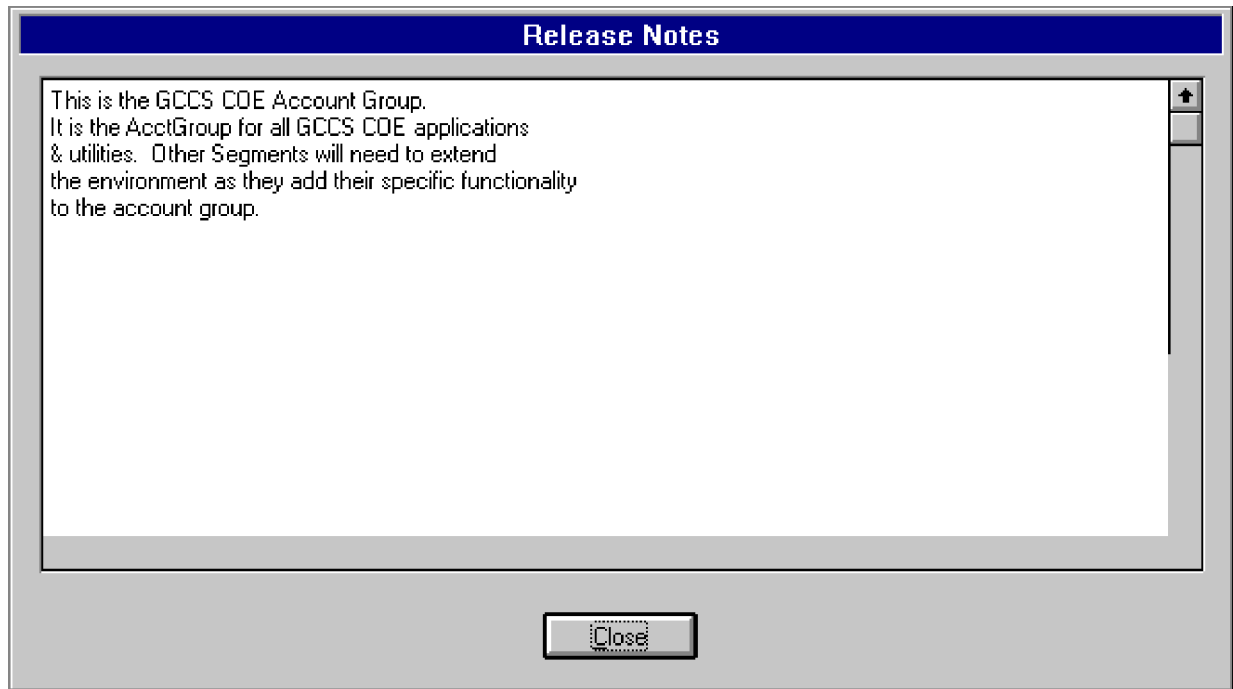 Release Notes
This is the GCCS COE Account Group.
It is the AcctGroup for all GCCS COE applications
& utilities.  Other Segments will need to extend
the environment as they add their specific functionality
to the account group.
Close